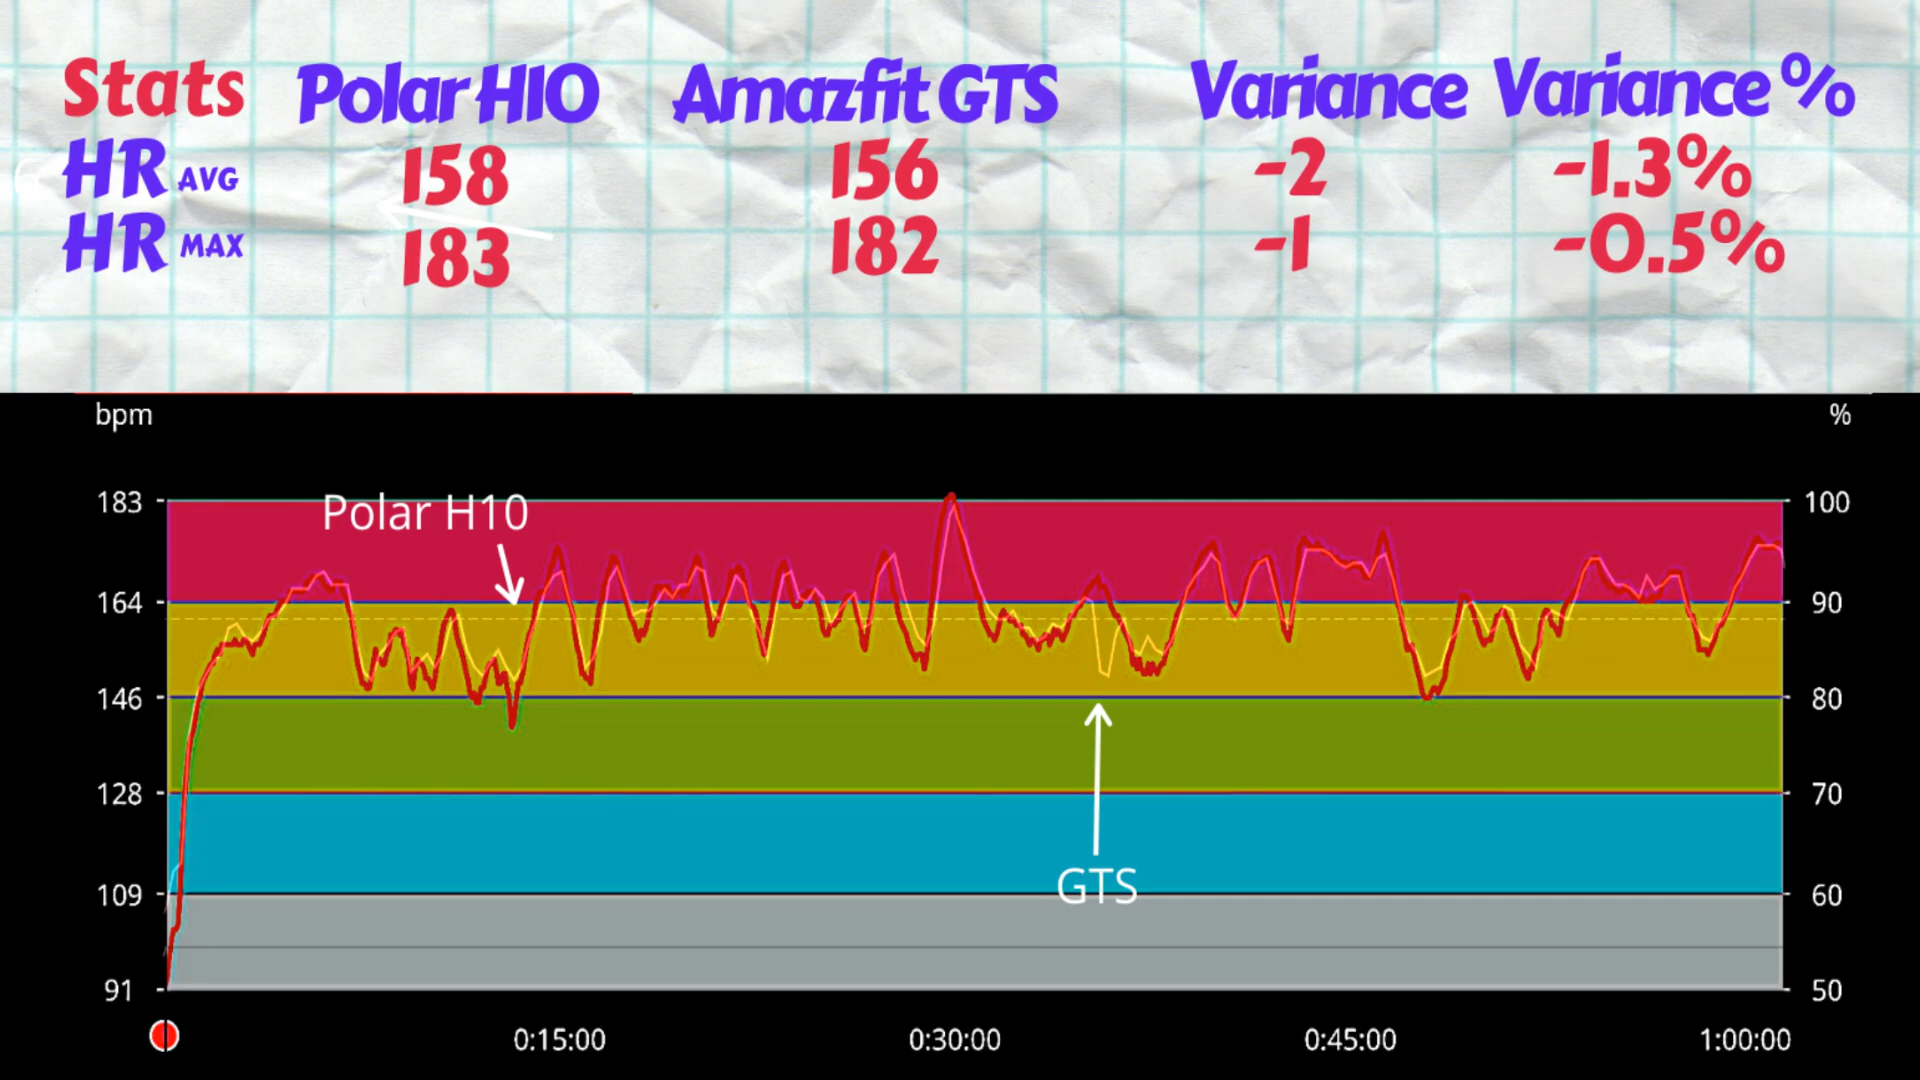 Stats Polar H10 Amazfit GTS Variance Variance %
HR AVG 158 156 -2 -1.3%
HR MAX 183 182 -1 -0.5%
bpm %
183 Polar H10 100
164 90
146 80
128 70
GTS
109 60
91 50
0:15:00 0:30:00 0:45:00 1:00:00